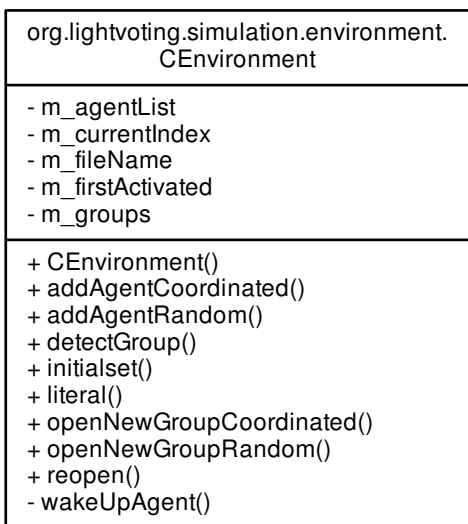 org.lightvoting.simulation.environment.
CEnvironment
- m_agentList
- m_currentIndex
- m_fileName
- m_firstActivated
- m_groups
+ CEnvironment()
+ addAgentCoordinated()
+ addAgentRandom()
+ detectGroup()
+ initialset()
+ literal()
+ openNewGroupCoordinated()
+ openNewGroupRandom()
+ reopen()
- wakeUpAgent()